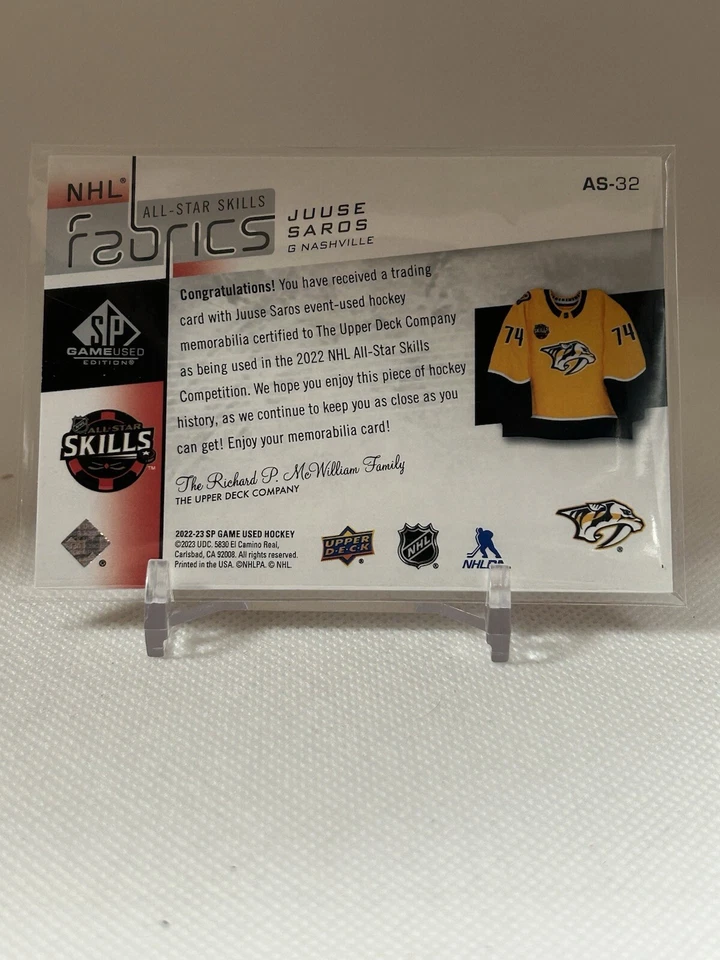 NHL®
ALL-STAR SKILLS
fabrics
JUUSE
SAROS
G NASHVILLE
AS-32
Congratulations! You have received a trading
card with Juuse Saros event-used hockey
memorabilia certified to The Upper Deck Company
as being used in the 2022 NHL All-Star Skills
Competition. We hope you enjoy this piece of hockey
history, as we continue to keep you as close as you
can get! Enjoy your memorabilia card!
The Richard P. McWilliam Family
THE UPPER DECK COMPANY
SP
GAMEUSED
EDITION®
ALL-STAR
SKILLS
™
74
74
2022-23 SP GAME USED HOCKEY
©2023 UDC. 5830 El Camino Real,
Carlsbad, CA 92008. All rights reserved.
Printed in the USA. ©NHLPA. © NHL.
®
UPPER
DECK
®
NHL
®
NHLPA
®